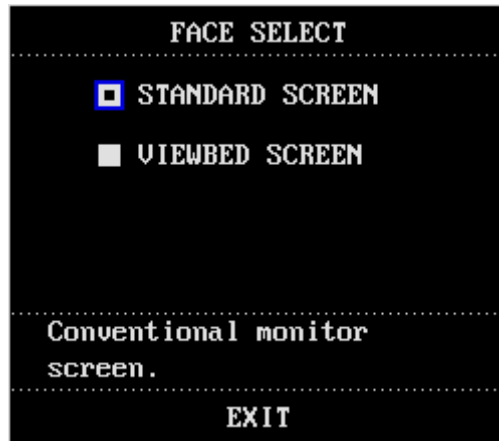 FACE SELECT
STANDARD SCREEN
VIEWBED SCREEN
Conventional monitor
screen.
EXIT